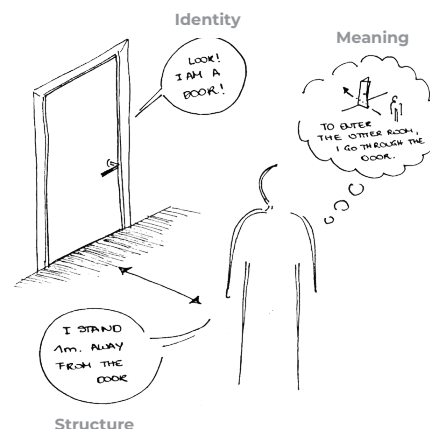 Identity
LOOK!
I AM A
DOOR!
Meaning
TO ENTER
THE OTHER ROOM,
I GO THROUGH THE
DOOR.
I STAND
1m. AWAY
FROM THE
DOOR
Structure